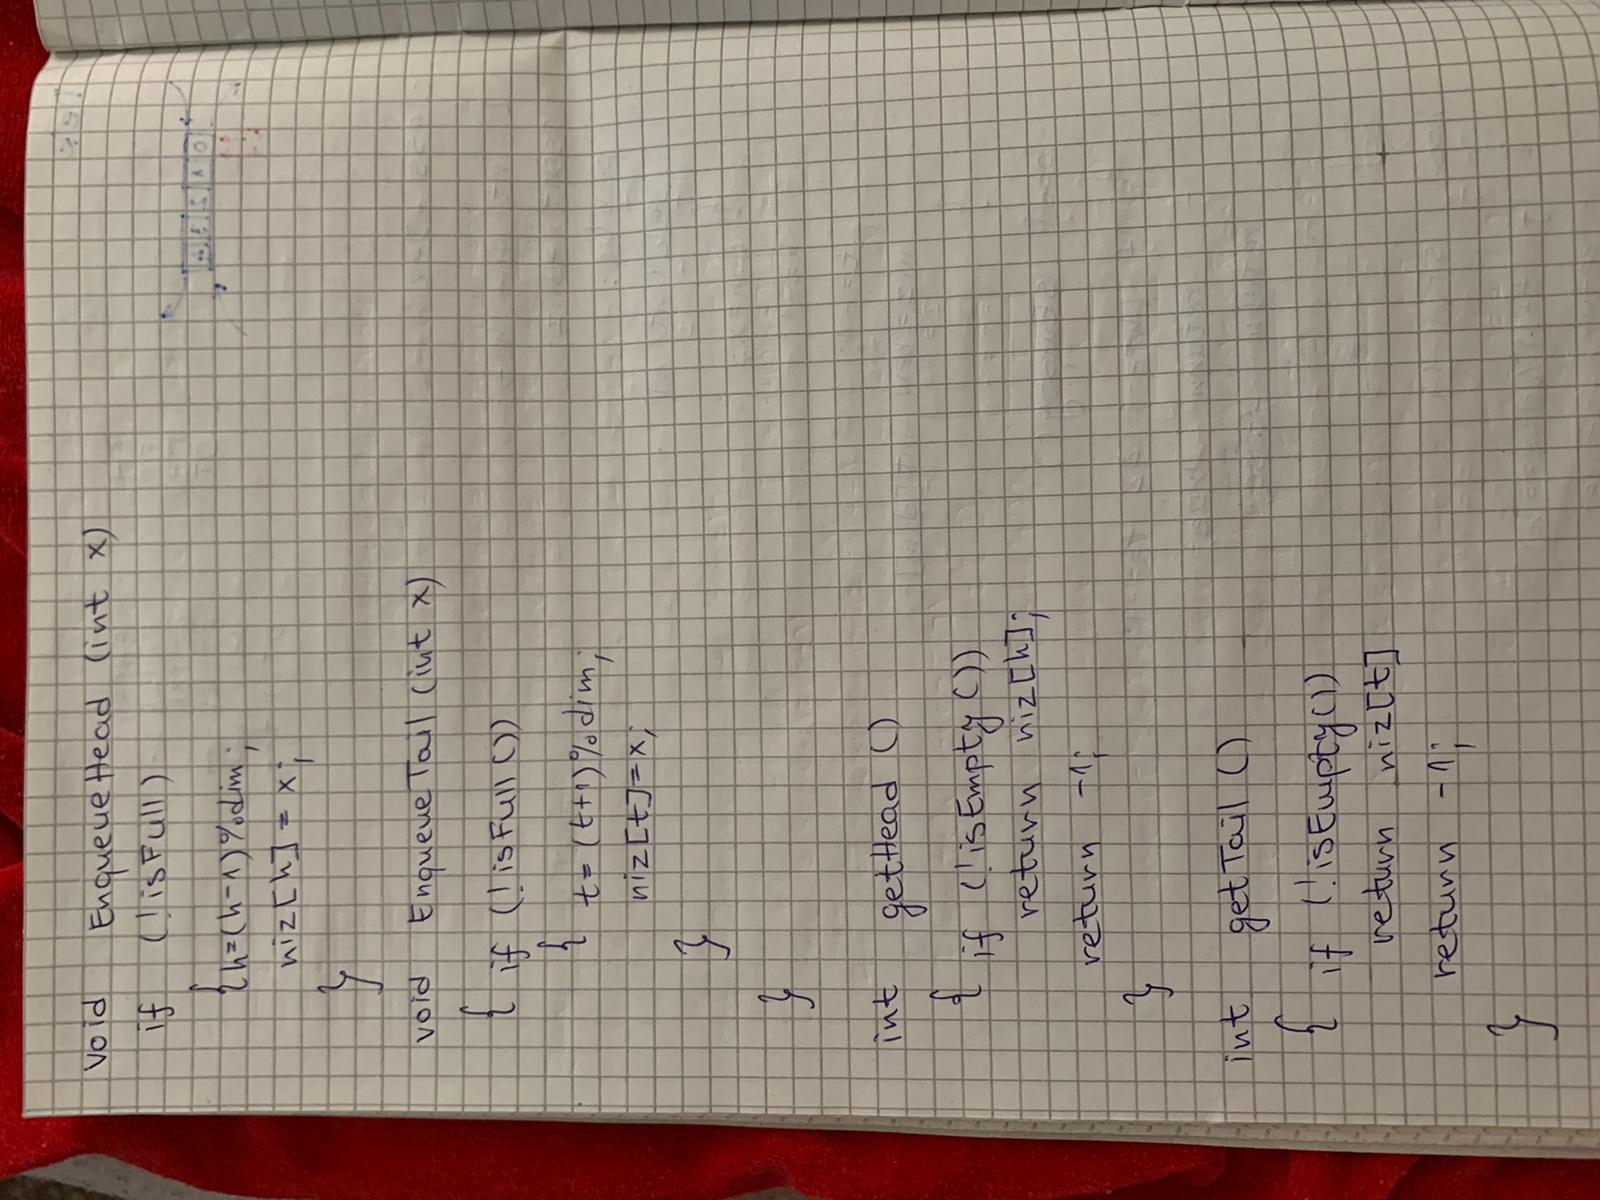 void EnqueueHead (int x)
if (!isFull)
{h=(h-1)%dim;
niz[h]=x;
}
void EnqueueTail (int x)
{ if (!isFull())
{
t=(t+1)%dim;
niz[t]=x;
}
}
int getHead ()
{ if (!isEmpty())
return niz[h];
return -1;
}
int getTail ()
{ if (!isEmpty())
return niz[t]
return -1;
}